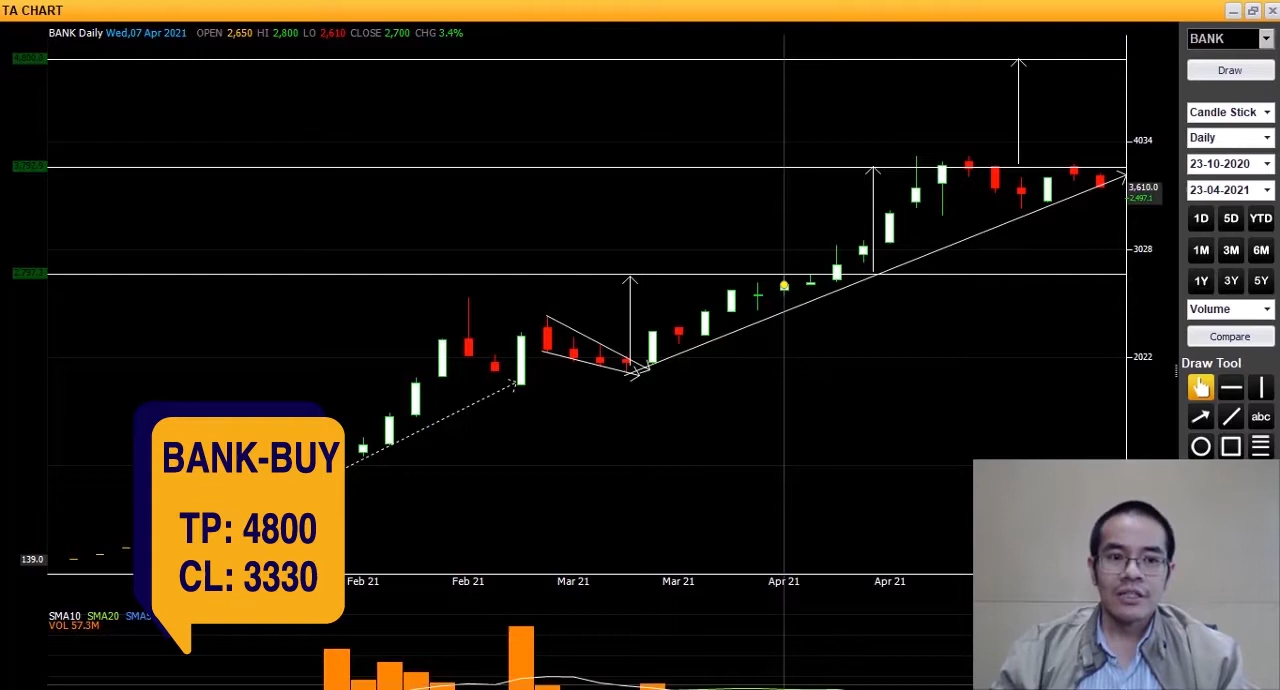 TA CHART
BANK Daily Wed,07 Apr 2021 OPEN 2,650 HI 2,800 LO 2,610 CLOSE 2,700 CHG 3.4%
BANK
Draw
Candle Stick
Daily
23-10-2020
23-04-2021
1D 5D YTD
1M 3M 6M
1Y 3Y 5Y
Volume
Compare
Draw Tool
abc
4034
3,610.0
3028
2022
139.0
BANK-BUY
TP: 4800
CL: 3330
Feb 21 Feb 21 Mar 21 Mar 21 Apr 21 Apr 21
SMA10 SMA20
VOL 57.3M